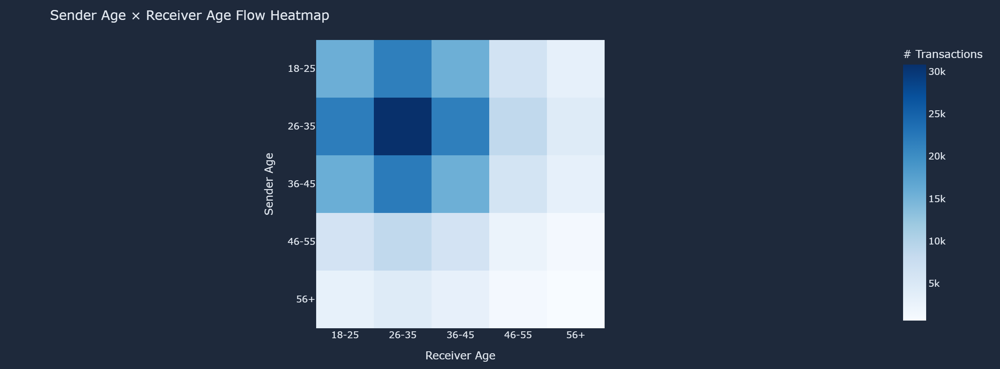 Sender Age × Receiver Age Flow Heatmap
# Transactions
30k
25k
20k
15k
10k
5k
Sender Age
18-25
26-35
36-45
46-55
56+
18-25 26-35 36-45 46-55 56+
Receiver Age